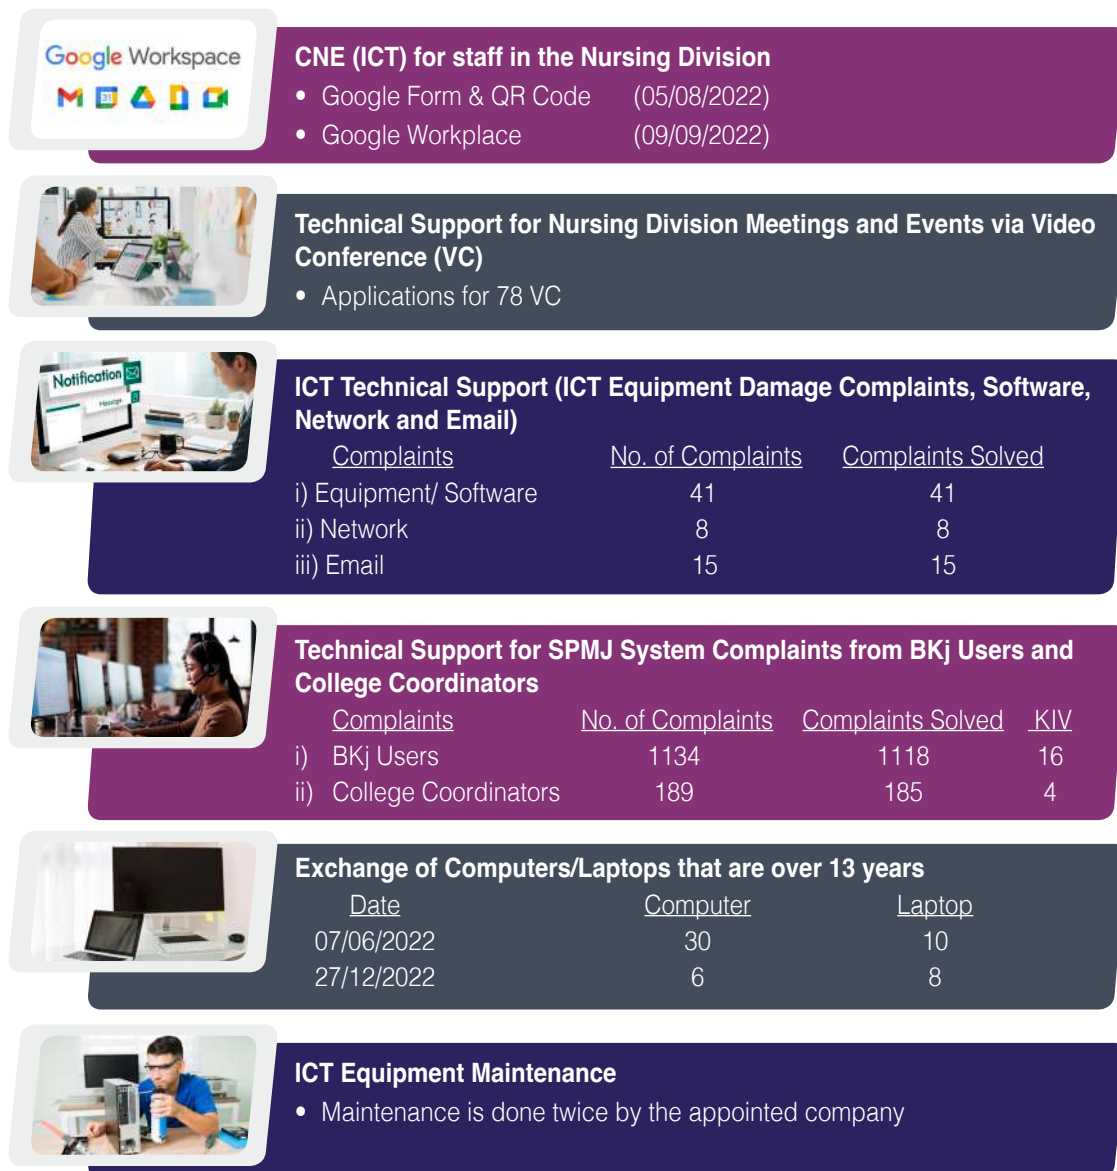 Google Workspace
31
CNE (ICT) for staff in the Nursing Division
• Google Form & QR Code (05/08/2022)
• Google Workplace (09/09/2022)
Technical Support for Nursing Division Meetings and Events via Video
Conference (VC)
• Applications for 78 VC
Notification
Message
ICT Technical Support (ICT Equipment Damage Complaints, Software,
Network and Email)
Complaints No. of Complaints Complaints Solved
i) Equipment/ Software 41 41
ii) Network 8 8
iii) Email 15 15
Technical Support for SPMJ System Complaints from BKj Users and
College Coordinators
Complaints No. of Complaints Complaints Solved KIV
i) BKj Users 1134 1118 16
ii) College Coordinators 189 185 4
Exchange of Computers/Laptops that are over 13 years
Date Computer Laptop
07/06/2022 30 10
27/12/2022 6 8
ICT Equipment Maintenance
• Maintenance is done twice by the appointed company